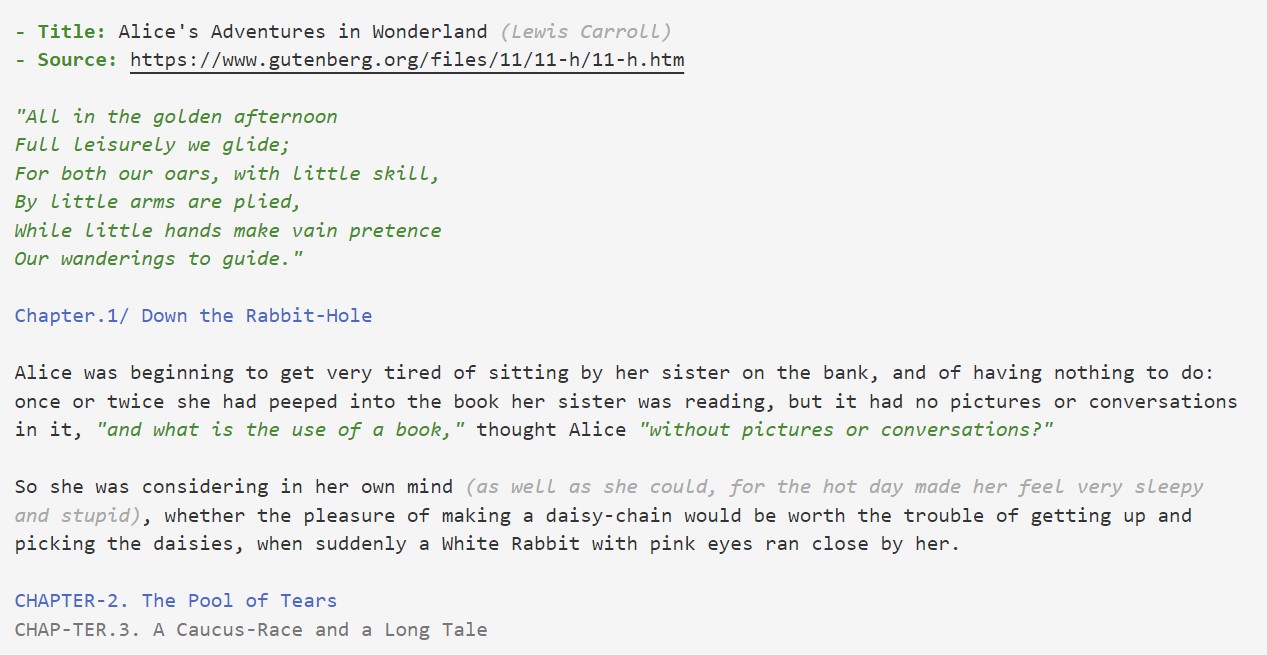 - Title: Alice's Adventures in Wonderland (Lewis Carroll)
- Source: https://www.gutenberg.org/files/11/11-h/11-h.htm
"All in the golden afternoon
Full leisurely we glide;
For both our oars, with little skill,
By little arms are plied,
While little hands make vain pretence
Our wanderings to guide."
Chapter.1/ Down the Rabbit-Hole
Alice was beginning to get very tired of sitting by her sister on the bank, and of having nothing to do:
once or twice she had peeped into the book her sister was reading, but it had no pictures or conversations
in it, "and what is the use of a book," thought Alice "without pictures or conversations?"
So she was considering in her own mind (as well as she could, for the hot day made her feel very sleepy
and stupid), whether the pleasure of making a daisy-chain would be worth the trouble of getting up and
picking the daisies, when suddenly a White Rabbit with pink eyes ran close by her.
CHAPTER-2. The Pool of Tears
CHAP-TER.3. A Caucus-Race and a Long Tale